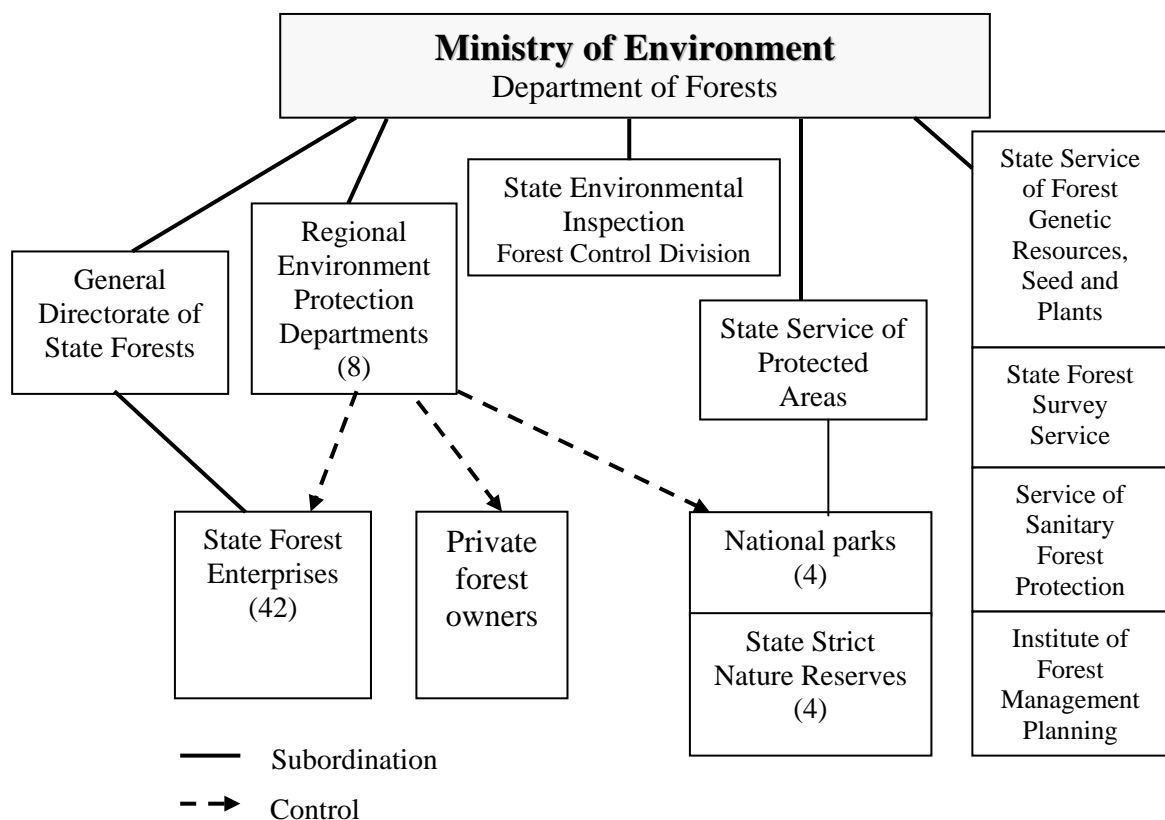 Ministry of Environment
Department of Forests
General
Directorate of
State Forests
Regional
Environment
Protection
Departments
(8)
State Environmental
Inspection
Forest Control Division
State Service of
Protected
Areas
State Service
of Forest
Genetic
Resources,
Seed and
Plants
State Forest
Survey
Service
Service of
Sanitary
Forest
Protection
Institute of
Forest
Management
Planning
State Forest
Enterprises
(42)
Private
forest
owners
National parks
(4)
State Strict
Nature Reserves
(4)
Subordination
Control